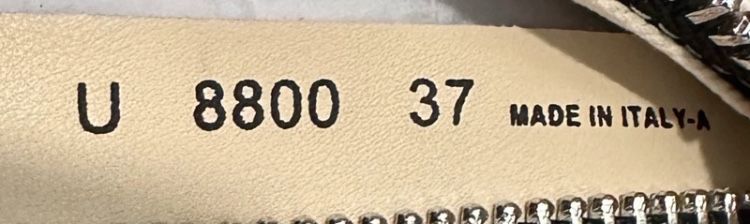 U 8800 37 MADE IN ITALY-A